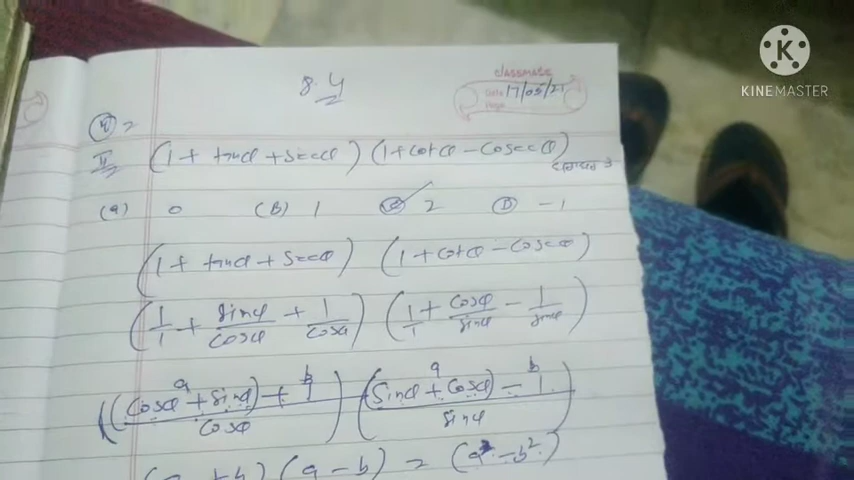 KINEMASTER
8.4
CLASSMATE
Date 17/05/21
Page
Q 2
II (1 + tanθ + secθ) (1 + cotθ - cosecθ)
(A) 0 (B) 1 (C) 2 (D) -1
(1 + tanθ + secθ) (1 + cotθ - cosecθ)
(1/1 + sinθ/cosθ + 1/cosθ) (1/1 + cosθ/sinθ - 1/sinθ)
a b a b
((cosθ + sinθ) + 1 / cosθ) ((sinθ + cosθ) - 1 / sinθ)
(a + b) (a - b) = (a² - b²)